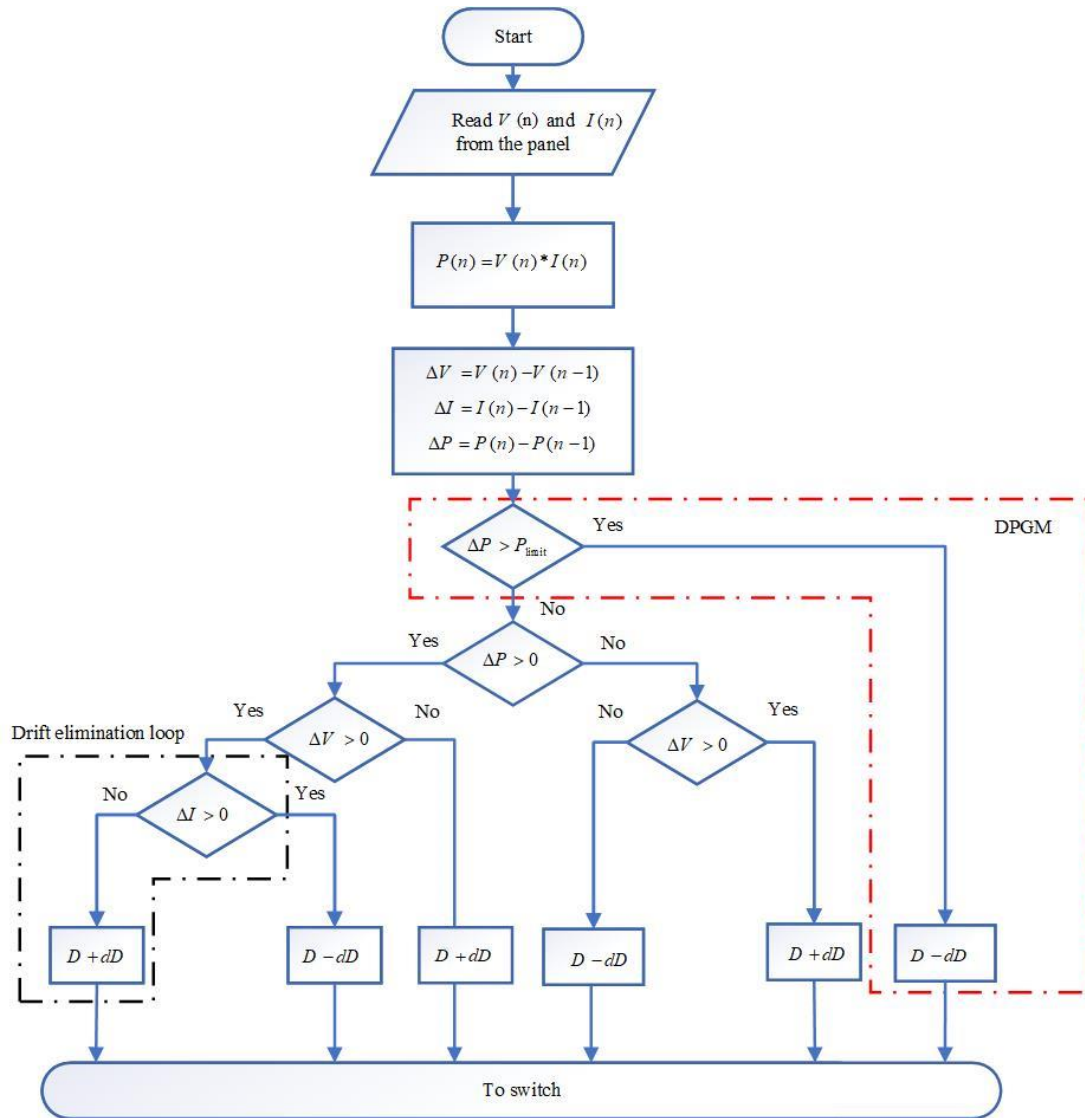 Start
Read V (n) and I(n)
from the panel
P(n)=V(n)*I(n)
ΔV =V(n)−V(n−1)
ΔI =I(n)−I(n−1)
ΔP=P(n)−P(n−1)
ΔP > Plimit
Yes
DPGM
No
Yes
ΔP > 0
No
Drift elimination loop
Yes
ΔV > 0
No
No
ΔV > 0
Yes
No
ΔI > 0
Yes
D+dD
D−dD
D+dD
D−dD
D+dD
D−dD
To switch